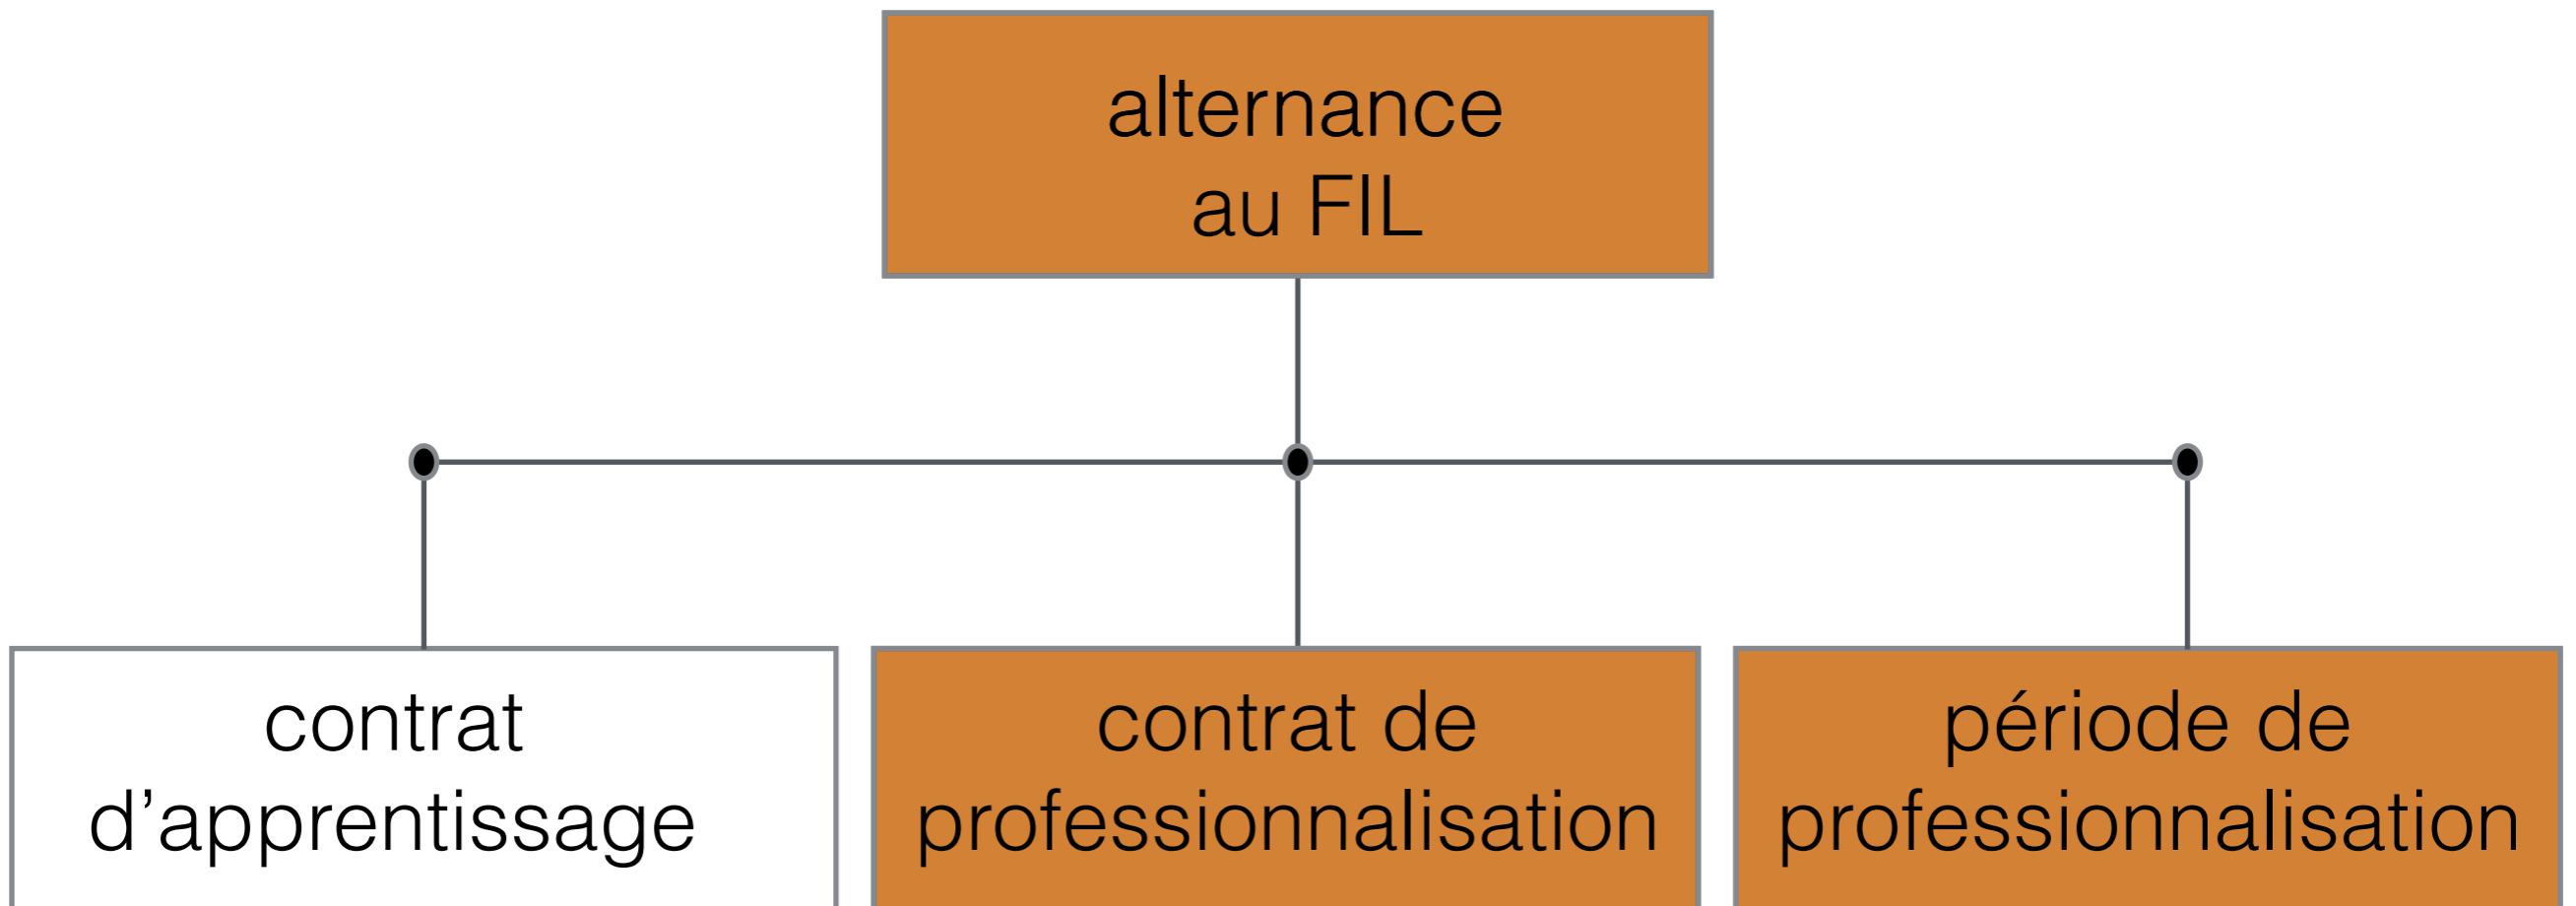 alternance
au FIL
contrat
d’apprentissage
contrat de
professionnalisation
période de
professionnalisation